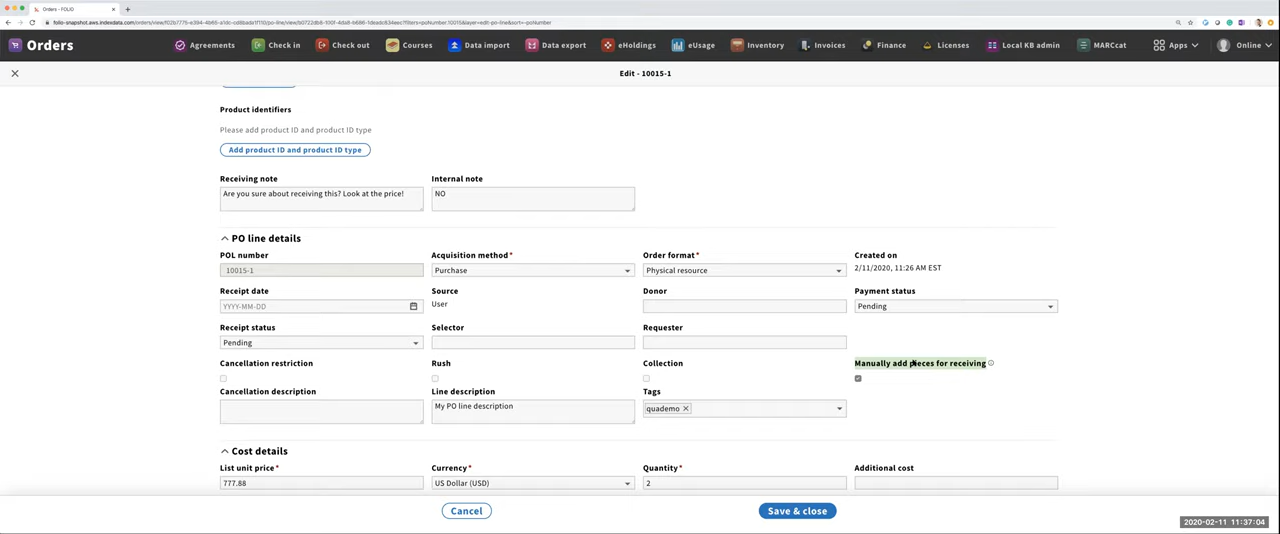 Orders - FOLIO
Orders
Agreements
Check in
Check out
Courses
Data import
Data export
eHoldings
eUsage
Inventory
Invoices
Finance
Licenses
Local KB admin
MARCcat
Apps
Online
Edit - 10015-1
Product identifiers
Please add product ID and product ID type
Add product ID and product ID type
Receiving note
Internal note
Are you sure about receiving this? Look at the price!
NO
PO line details
POL number
Acquisition method*
Order format*
Created on
10015-1
Purchase
Physical resource
2/11/2020, 11:26 AM EST
Receipt date
Source
Donor
Payment status
YYYY-MM-DD
User
Pending
Receipt status
Selector
Requester
Pending
Cancellation restriction
Rush
Collection
Manually add pieces for receiving
Cancellation description
Line description
Tags
My PO line description
quademo
Cost details
List unit price*
Currency*
Quantity*
Additional cost
777.88
US Dollar (USD)
2
Cancel
Save & close
2020-02-11 11:37:04